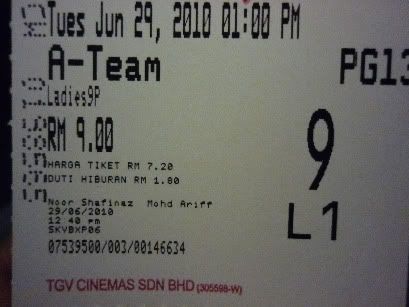 Tues Jun 29, 2010 01:00 PM
A-Team PG13
Ladies9P
RM 9.00 9
HARGA TIKET RM 7.20
DUTI HIBURAN RM 1.80
L1
Noor Shafinaz Mohd Ariff
29/06/2010
12 40 pm
SKYBXP06
07539500/003/00146634
TGV CINEMAS SDN BHD (305598-W)